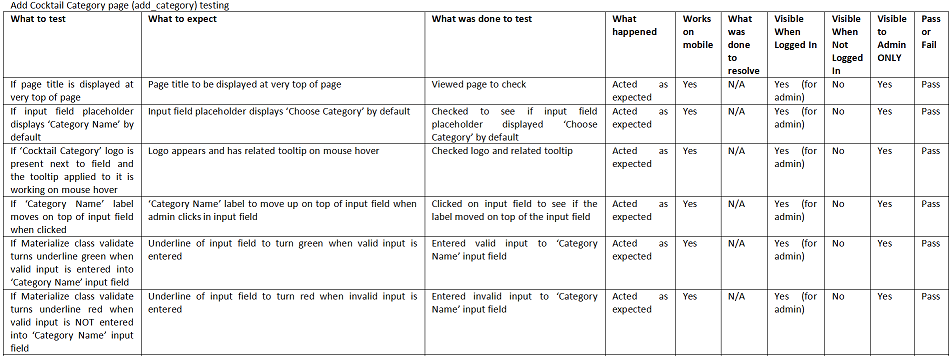 Add Cocktail Category page (add_category) testing
What to test What to expect What was done to test What happened Works on mobile What was done to resolve Visible When Logged In Visible When Not Logged In Visible to Admin ONLY Pass or Fail
If page title is displayed at very top of page Page title to be displayed at very top of page Viewed page to check Acted as expected Yes N/A Yes (for admin) No Yes Pass
If input field placeholder displays ‘Category Name’ by default Input field placeholder displays ‘Choose Category’ by default Checked to see if input field placeholder displayed ‘Choose Category’ by default Acted as expected Yes N/A Yes (for admin) No Yes Pass
If ‘Cocktail Category’ logo is present next to field and the tooltip applied to it is working on mouse hover Logo appears and has related tooltip on mouse hover Checked logo and related tooltip Acted as expected Yes N/A Yes (for admin) No Yes Pass
If ‘Category Name’ label moves on top of input field when clicked ‘Category Name’ label to move up on top of input field when admin clicks in input field Clicked on input field to see if the label moved on top of the input field Acted as expected Yes N/A Yes (for admin) No Yes Pass
If Materialize class validate turns underline green when valid input is entered into ‘Category Name’ input field Underline of input field to turn green when valid input is entered Entered valid input to ‘Category Name’ input field Acted as expected Yes N/A Yes (for admin) No Yes Pass
If Materialize class validate turns underline red when valid input is NOT entered into ‘Category Name’ input field Underline of input field to turn red when invalid input is entered Entered invalid input to ‘Category Name’ input field Acted as expected Yes N/A Yes (for admin) No Yes Pass